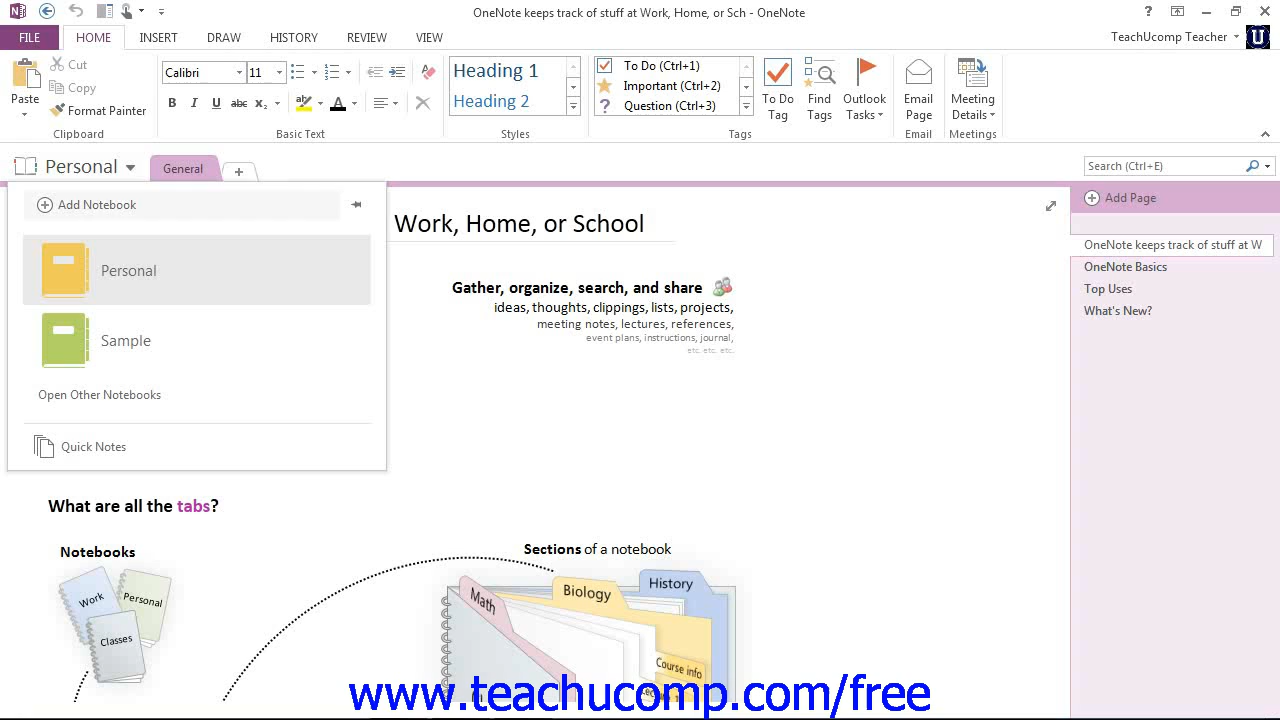 OneNote keeps track of stuff at Work, Home, or Sch - OneNote
FILE HOME INSERT DRAW HISTORY REVIEW VIEW
TeachUcomp Teacher
Paste
Cut
Copy
Format Painter
Clipboard
Calibri 11
B I U abc x₂ A
Basic Text
Heading 1
Heading 2
Styles
To Do (Ctrl+1)
Important (Ctrl+2)
Question (Ctrl+3)
To Do Tag
Find Tags
Tags
Outlook Tasks
Email Page
Email
Meeting Details
Meetings
Personal
General
Search (Ctrl+E)
Add Notebook
Personal
Sample
Open Other Notebooks
Quick Notes
Work, Home, or School
Gather, organize, search, and share
ideas, thoughts, clippings, lists, projects,
meeting notes, lectures, references,
event plans, instructions, journal,
etc. etc. etc.
Add Page
OneNote keeps track of stuff at W
OneNote Basics
Top Uses
What's New?
What are all the tabs?
Notebooks
Work
Personal
Classes
Sections of a notebook
Math
Biology
History
Course info
www.teachucomp.com/free